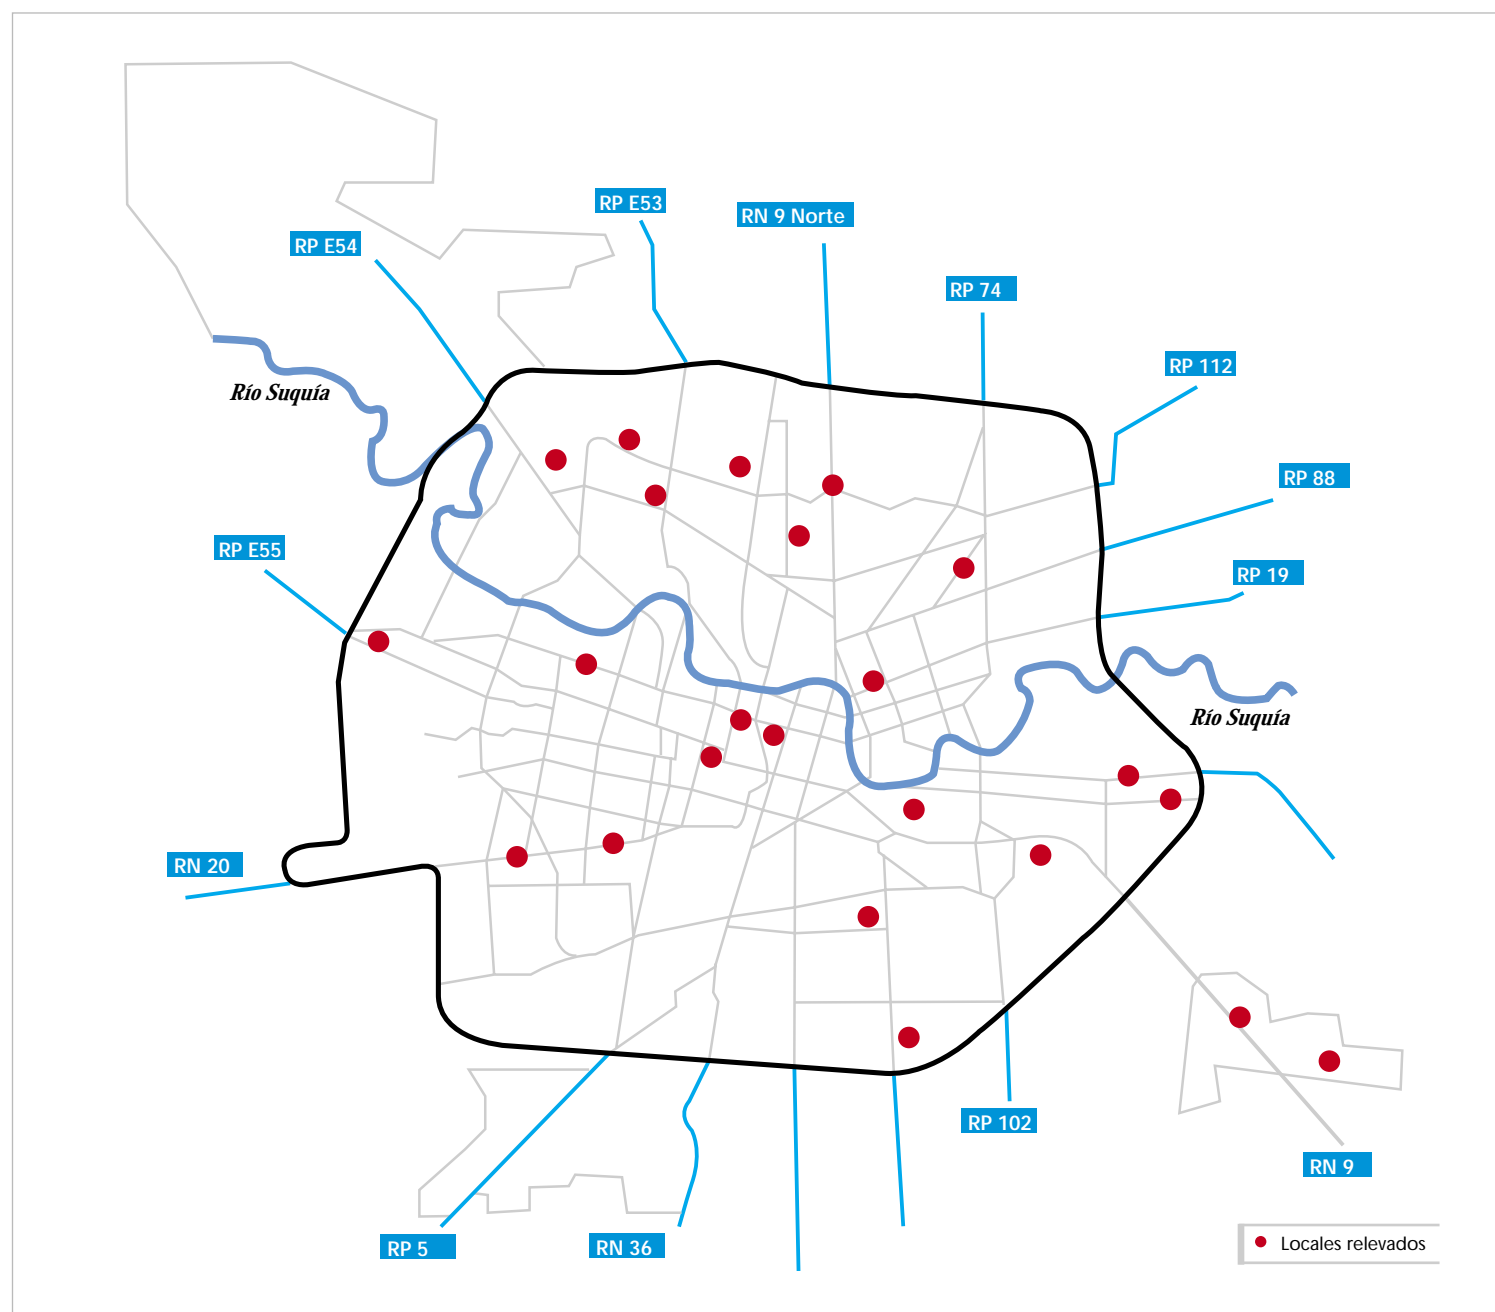 RP E53
RN 9 Norte
RP E54
RP 74
RP 112
Río Suquía
RP 88
RP E55
RP 19
Río Suquía
RN 20
RP 102
RN 9
RP 5
RN 36
Locales relevados